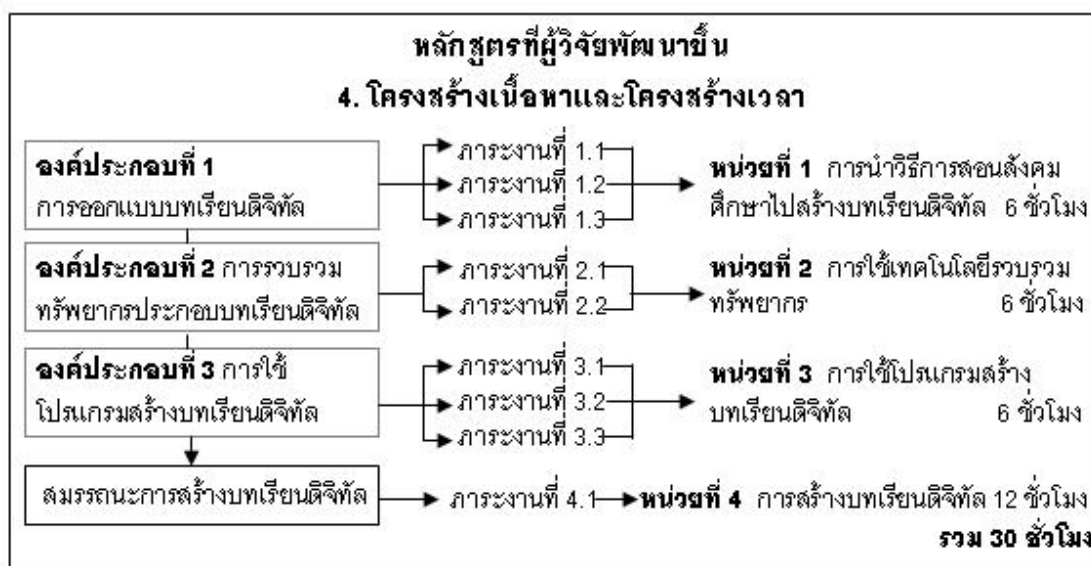 หลักสูตรที่ผู้วิจัยพัฒนาขึ้น
4. โครงสร้างเนื้อหาและโครงสร้างเวลา
องค์ประกอบที่ 1
การออกแบบบทเรียนดิจิทัล
ภาระงานที่ 1.1
ภาระงานที่ 1.2
ภาระงานที่ 1.3
หน่วยที่ 1 การนำวิธีการสอนสังคม
ศึกษาไปสร้างบทเรียนดิจิทัล 6 ชั่วโมง
องค์ประกอบที่ 2 การรวบรวม
ทรัพยากรประกอบบทเรียนดิจิทัล
ภาระงานที่ 2.1
ภาระงานที่ 2.2
หน่วยที่ 2 การใช้เทคโนโลยีรวบรวม
ทรัพยากร 6 ชั่วโมง
องค์ประกอบที่ 3 การใช้
โปรแกรมสร้างบทเรียนดิจิทัล
ภาระงานที่ 3.1
ภาระงานที่ 3.2
ภาระงานที่ 3.3
หน่วยที่ 3 การใช้โปรแกรมสร้าง
บทเรียนดิจิทัล 6 ชั่วโมง
สมรรถนะการสร้างบทเรียนดิจิทัล
ภาระงานที่ 4.1
หน่วยที่ 4 การสร้างบทเรียนดิจิทัล 12 ชั่วโมง
รวม 30 ชั่วโมง